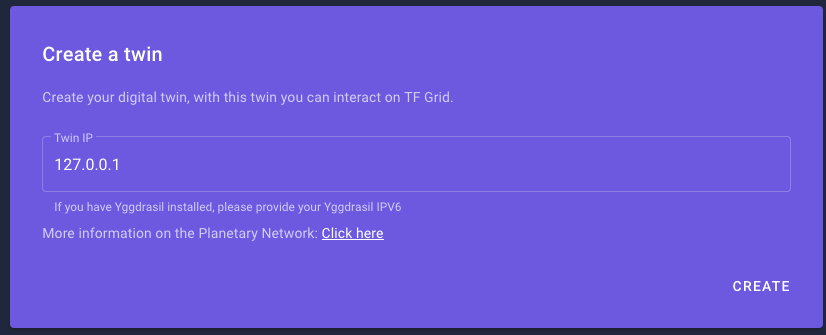 Create a twin
Create your digital twin, with this twin you can interact on TF Grid.
Twin IP
127.0.0.1
If you have Yggdrasil installed, please provide your Yggdrasil IPV6
More information on the Planetary Network: Click here
CREATE